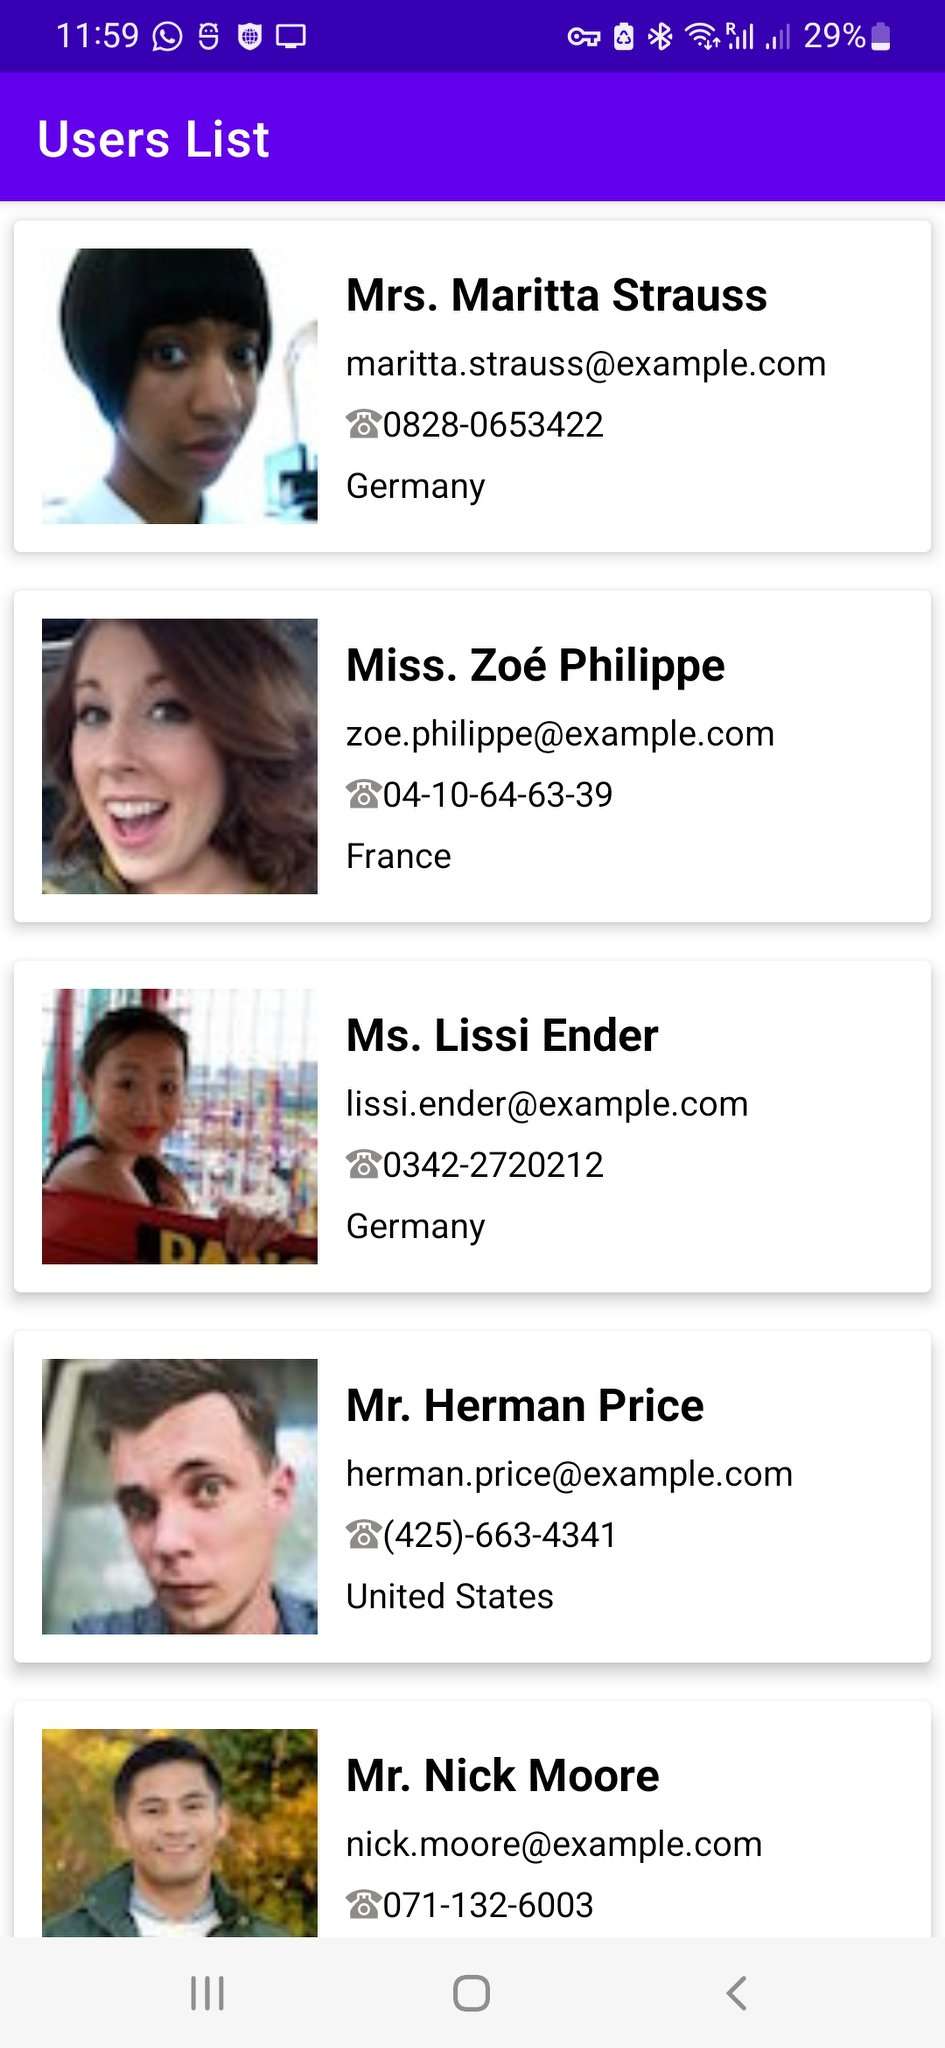 11:59
R
29%
Users List
Mrs. Maritta Strauss
maritta.strauss@example.com
☎0828-0653422
Germany
Miss. Zoé Philippe
zoe.philippe@example.com
☎04-10-64-63-39
France
Ms. Lissi Ender
lissi.ender@example.com
☎0342-2720212
Germany
Mr. Herman Price
herman.price@example.com
☎(425)-663-4341
United States
Mr. Nick Moore
nick.moore@example.com
☎071-132-6003